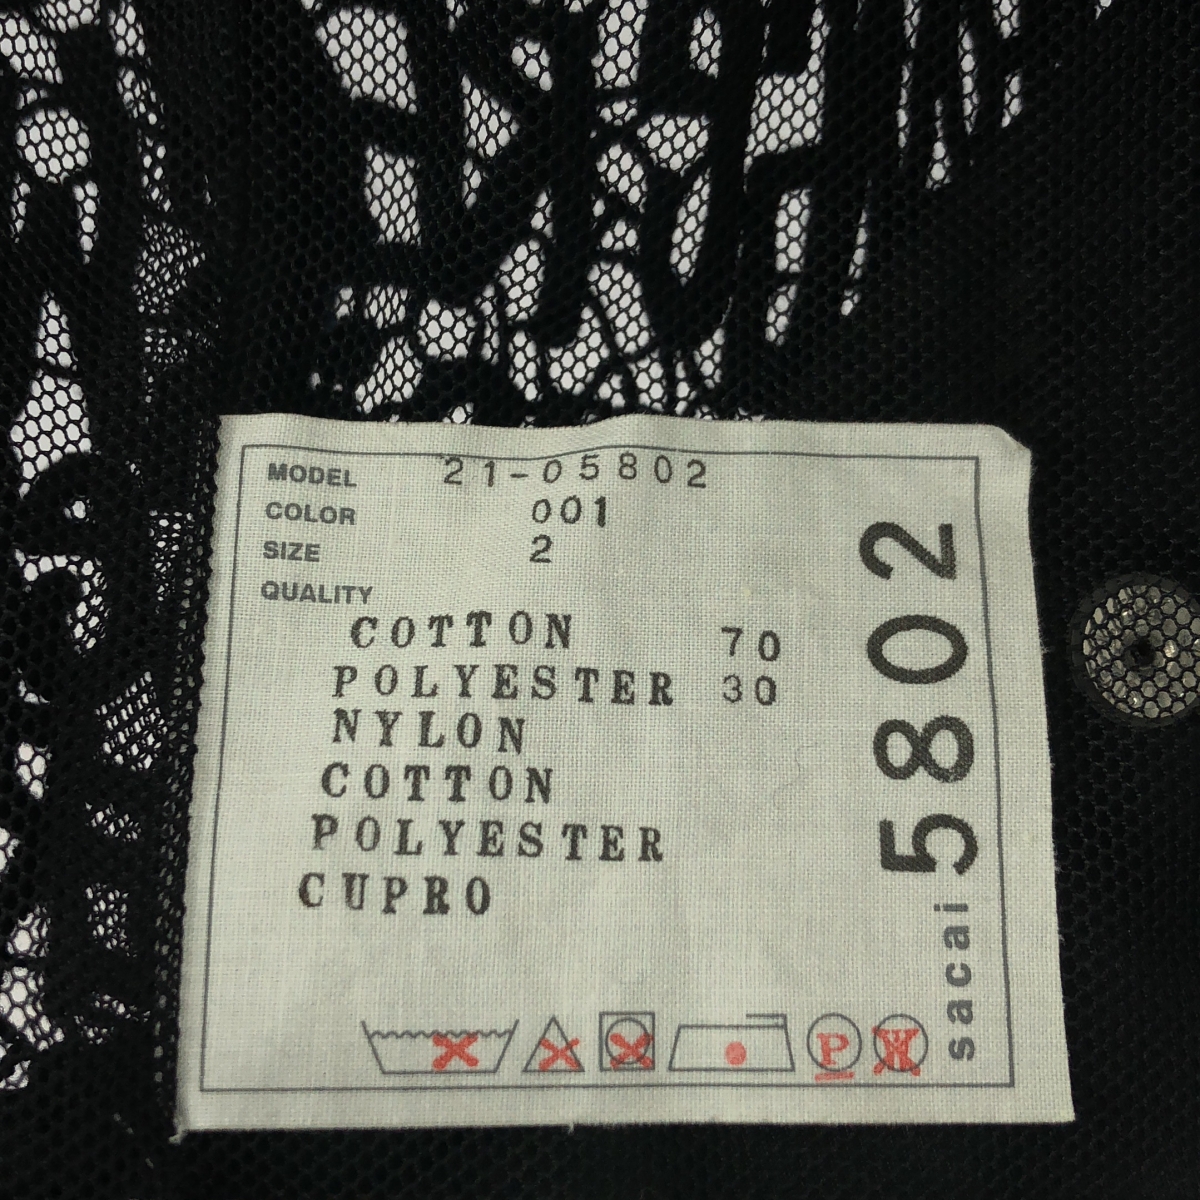 MODEL 21-05802
COLOR 001
SIZE 2
QUALITY
COTTON 70
POLYESTER 30
NYLON
COTTON
POLYESTER
CUPRO
P W
sacai 5802